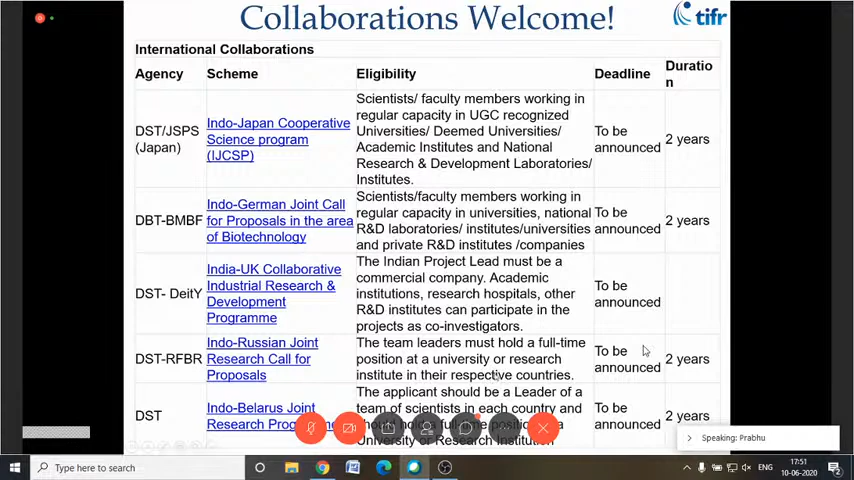 Collaborations Welcome!
tifr
International Collaborations
Agency Scheme Eligibility Deadline Duratio
n
DST/JSPS
(Japan)
Indo-Japan Cooperative
Science program
(IJCSP)
Scientists/ faculty members working in
regular capacity in UGC recognized
Universities/ Deemed Universities/
Academic Institutes and National
Research & Development Laboratories/
Institutes.
To be
announced
2 years
DBT-BMBF
Indo-German Joint Call
for Proposals in the area
of Biotechnology
Scientists/faculty members working in
regular capacity in universities, national
R&D laboratories/ institutes/universities
and private R&D institutes /companies
To be
announced
2 years
DST- DeitY
India-UK Collaborative
Industrial Research &
Development
Programme
The Indian Project Lead must be a
commercial company. Academic
institutions, research hospitals, other
R&D institutes can participate in the
projects as co-investigators.
To be
announced
DST-RFBR
Indo-Russian Joint
Research Call for
Proposals
The team leaders must hold a full-time
position at a university or research
institute in their respective countries.
To be
announced
2 years
DST
Indo-Belarus Joint
Research
The applicant should be a Leader of a
team of scientists in each country and
University or Research Institution
To be
announced
2 years
Speaking: Prabhu
Type here to search
ENG
17:51
10-06-2020